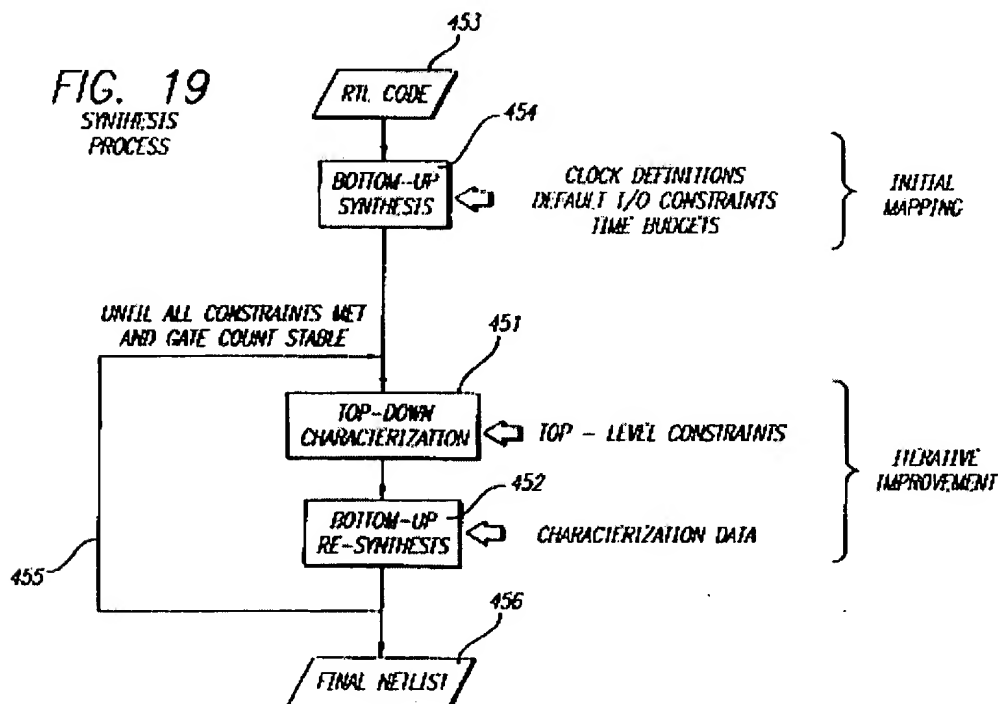 FIG. 19
SYNTHESIS
PROCESS
453
RTL CODE
454
BOTTOM-UP
SYNTHESIS
CLOCK DEFINITIONS
DEFAULT I/O CONSTRAINTS
TIME BUDGETS
INITIAL
MAPPING
UNTIL ALL CONSTRAINTS MET
AND GATE COUNT STABLE
451
TOP-DOWN
CHARACTERIZATION
TOP - LEVEL CONSTRAINTS
ITERATIVE
IMPROVEMENT
452
BOTTOM-UP
RE-SYNTHESIS
CHARACTERIZATION DATA
455
456
FINAL NETLIST